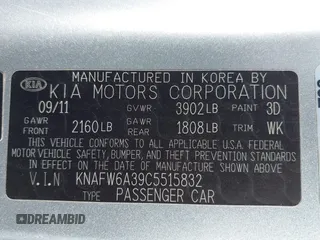 MANUFACTURED IN KOREA BY
KIA KIA MOTORS CORPORATION
09/11 GVWR 3902LB PAINT 3D
GAWR FRONT 2160LB GAWR REAR 1808LB TRIM WK
THIS VEHICLE CONFORMS TO ALL APPLICABLE U.S.A. FEDERAL
MOTOR VEHICLE SAFETY, BUMPER, AND THEFT PREVENTION
STANDARDS IN EFFECT ON THE DATE OF MANUFACTURE SHOWN ABOVE.
V.I.N KNAFW6A39C5515832
TYPE PASSENGER CAR
DREAMBID